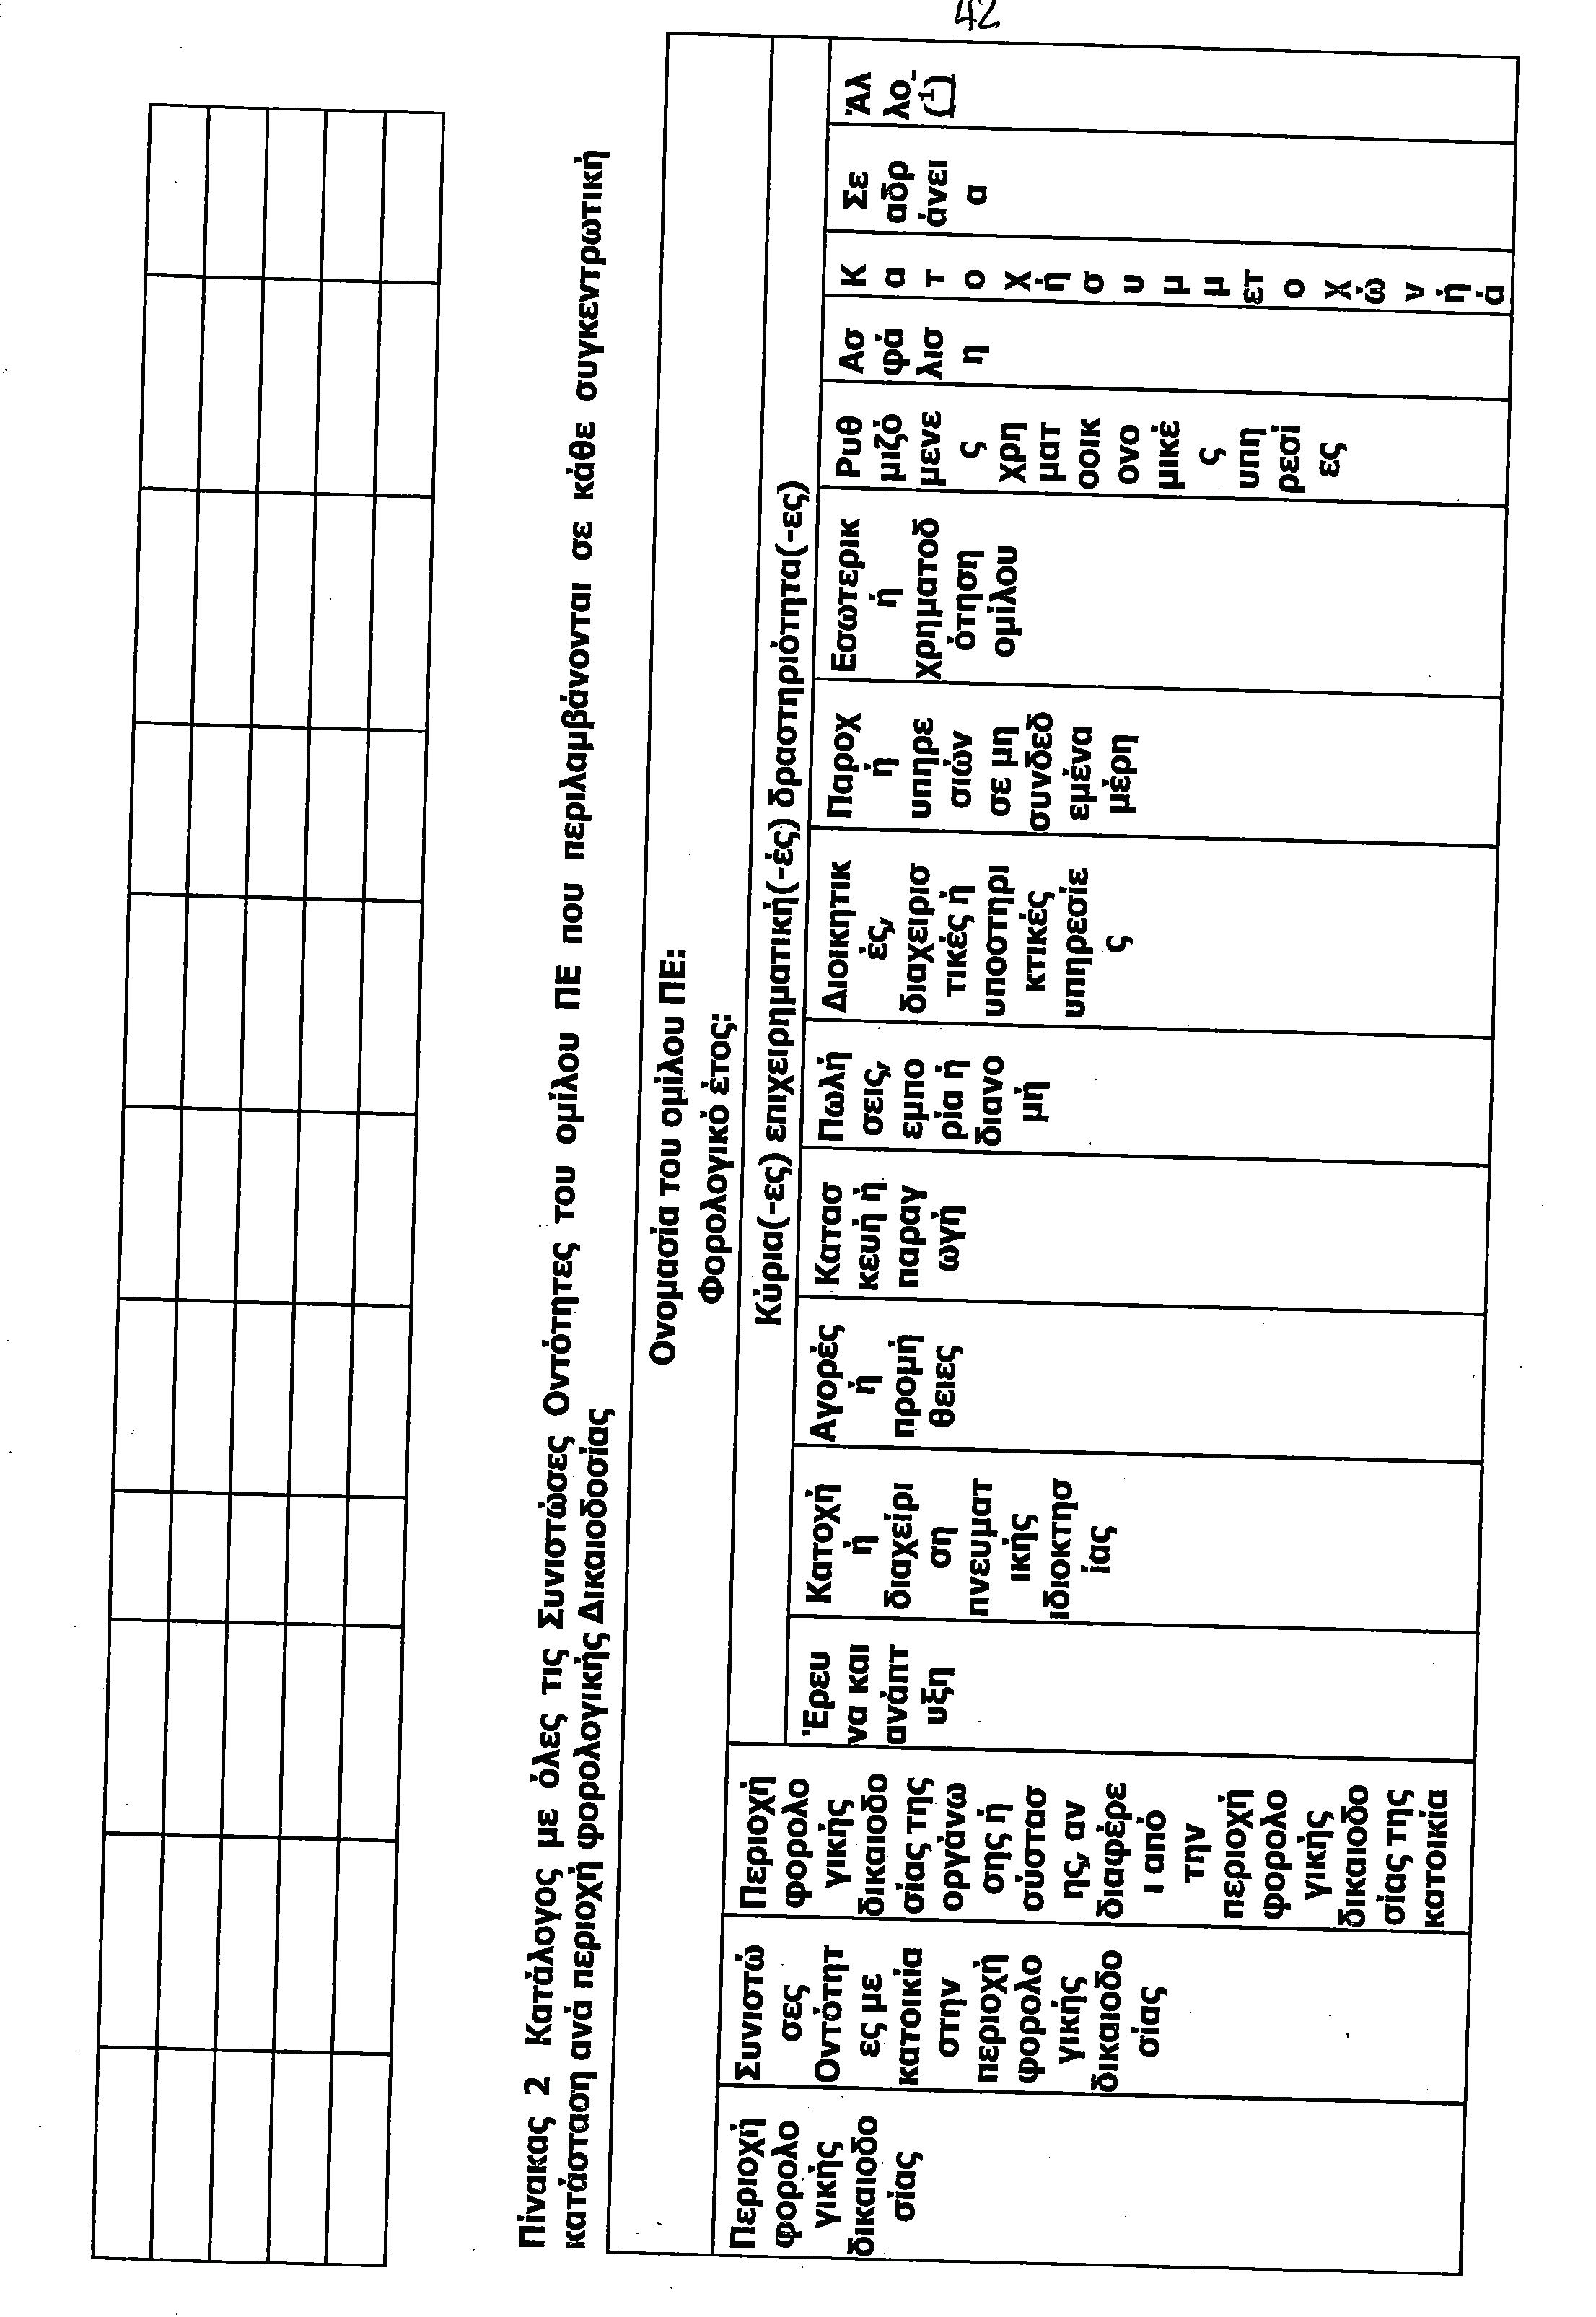 42
Πίνακας 2 Κατάλογος με όλες τις Συνιστώσες Οντότητες του ομίλου ΠΕ που περιλαμβάνονται σε κάθε συγκεντρωτική
κατάσταση ανά περιοχή φορολογικής Δικαιοδοσίας
Ονομασία του ομίλου ΠΕ:
Φορολογικό έτος:
Κύρια(-ες) επιχειρηματική(-ές) δραστηριότητα(-ες)
Περιοχή
φορολο
γικής
δικαιοδο
σίας
Συνιστώ
σες
Οντότητ
ες με
κατοικία
στην
περιοχή
φορολο
γικής
δικαιοδο
σίας
Περιοχή
φορολο
γικής
δικαιοδο
σίας της
οργάνω
σης ή
σύστασ
ης, αν
διαφέρε
ι από
την
περιοχή
φορολο
γικής
δικαιοδο
σίας της
κατοικία
Έρευ
να και
ανάπτ
υξη
Κατοχή
ή
διαχείρι
ση
πνευματ
ικής
ιδιοκτησ
ίας
Αγορές
ή
προμή
θειες
Κατασ
κευή ή
παραγ
ωγή
Πωλή
σεις,
εμπο
ρία ή
διανο
μή
Διοικητικ
ές,
διαχειρισ
τικές ή
υποστηρι
κτικές
υπηρεσίε
ς
Παροχ
ή
υπηρε
σιών
σε μη
συνδεδ
εμένα
μέρη
Εσωτερικ
ή
χρηματοδ
ότηση
ομίλου
Ρυθ
μιζό
μενε
ς
χρη
ματ
οοικ
ονο
μικέ
ς
υπη
ρεσί
ες
Ασ
φά
λισ
η
Κ
α
τ
ο
χ
ή
σ
υ
μ
μ
ετ
ο
χ
ώ
ν
ή
ά
Σε
αδρ
άνει
α
Άλ
λο
(1)